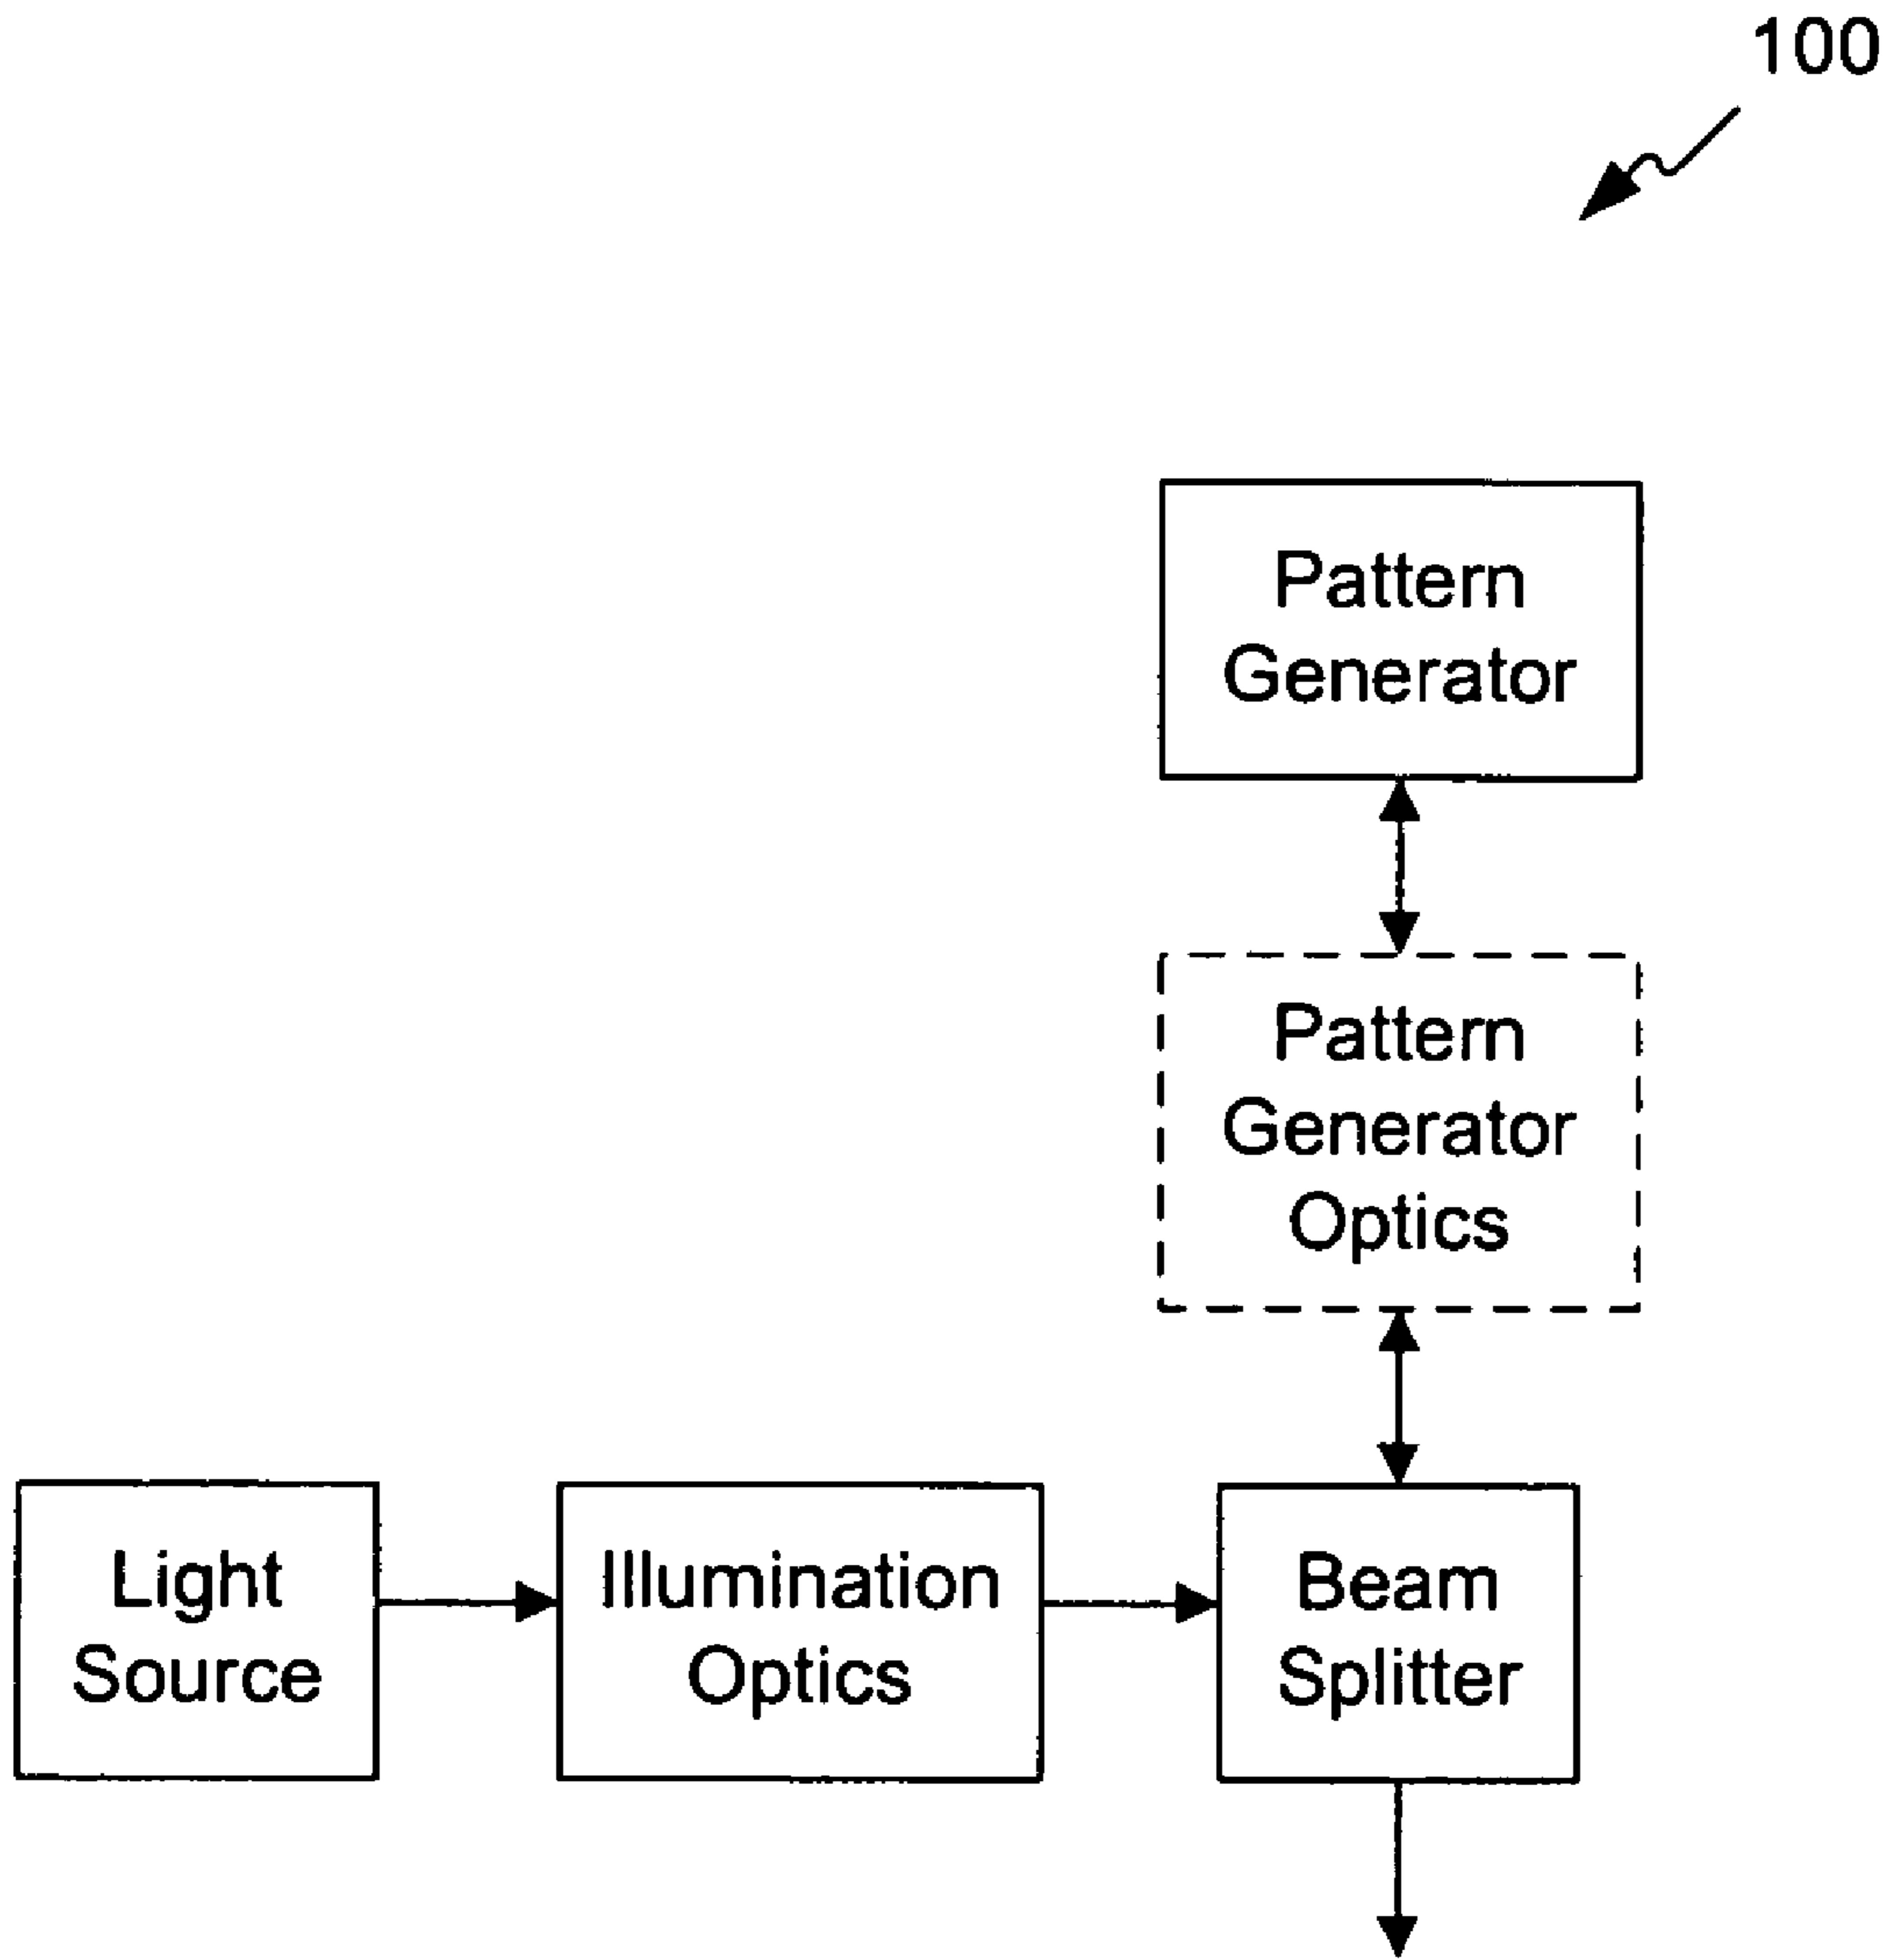 100
Pattern
Generator
Pattern
Generator
Optics
Light
Source
Illumination
Optics
Beam
Splitter